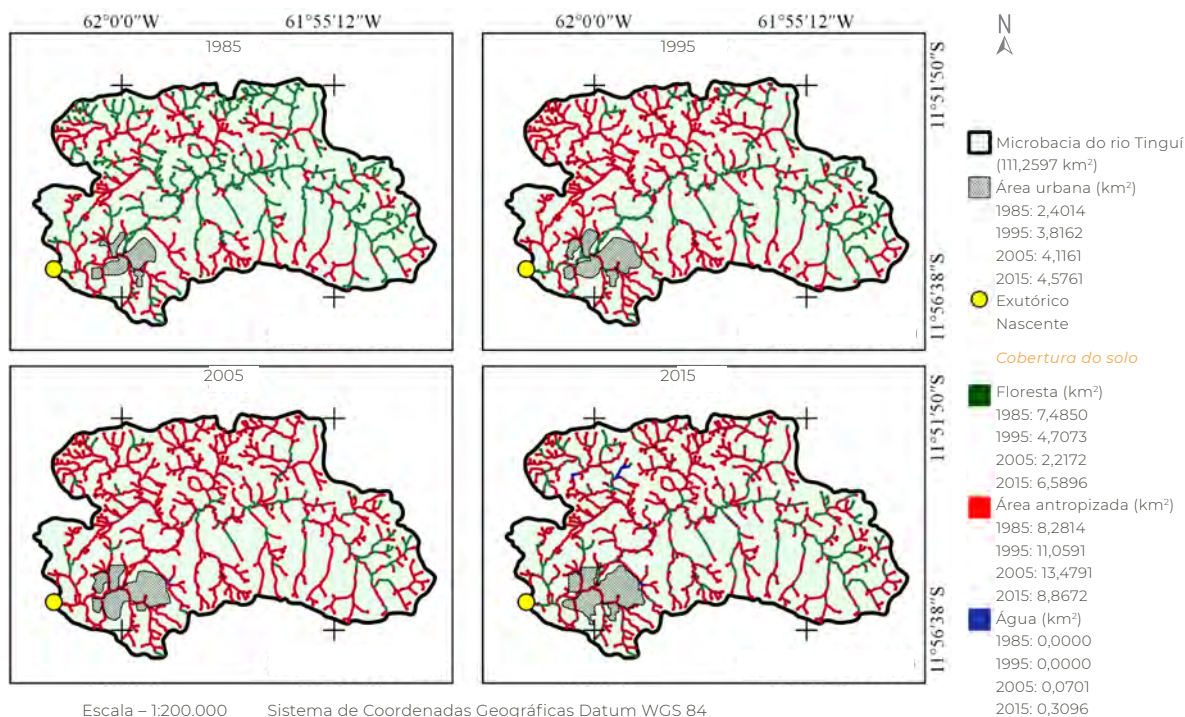 62°0'0"W
61°55'12"W
62°0'0"W
61°55'12"W
1985
1995
11°51'50"S
11°56'38"S
2005
2015
11°51'50"S
11°56'38"S
Escala – 1:200.000
Sistema de Coordenadas Geográficas Datum WGS 84
N
Microbacia do rio Tinguí
(111,2597 km²)
Área urbana (km²)
1985: 2,4014
1995: 3,8162
2005: 4,1161
2015: 4,5761
Exutórico
Nascente
Cobertura do solo
Floresta (km²)
1985: 7,4850
1995: 4,7073
2005: 2,2172
2015: 6,5896
Área antropizada (km²)
1985: 8,2814
1995: 11,0591
2005: 13,4791
2015: 8,8672
Água (km²)
1985: 0,0000
1995: 0,0000
2005: 0,0701
2015: 0,3096